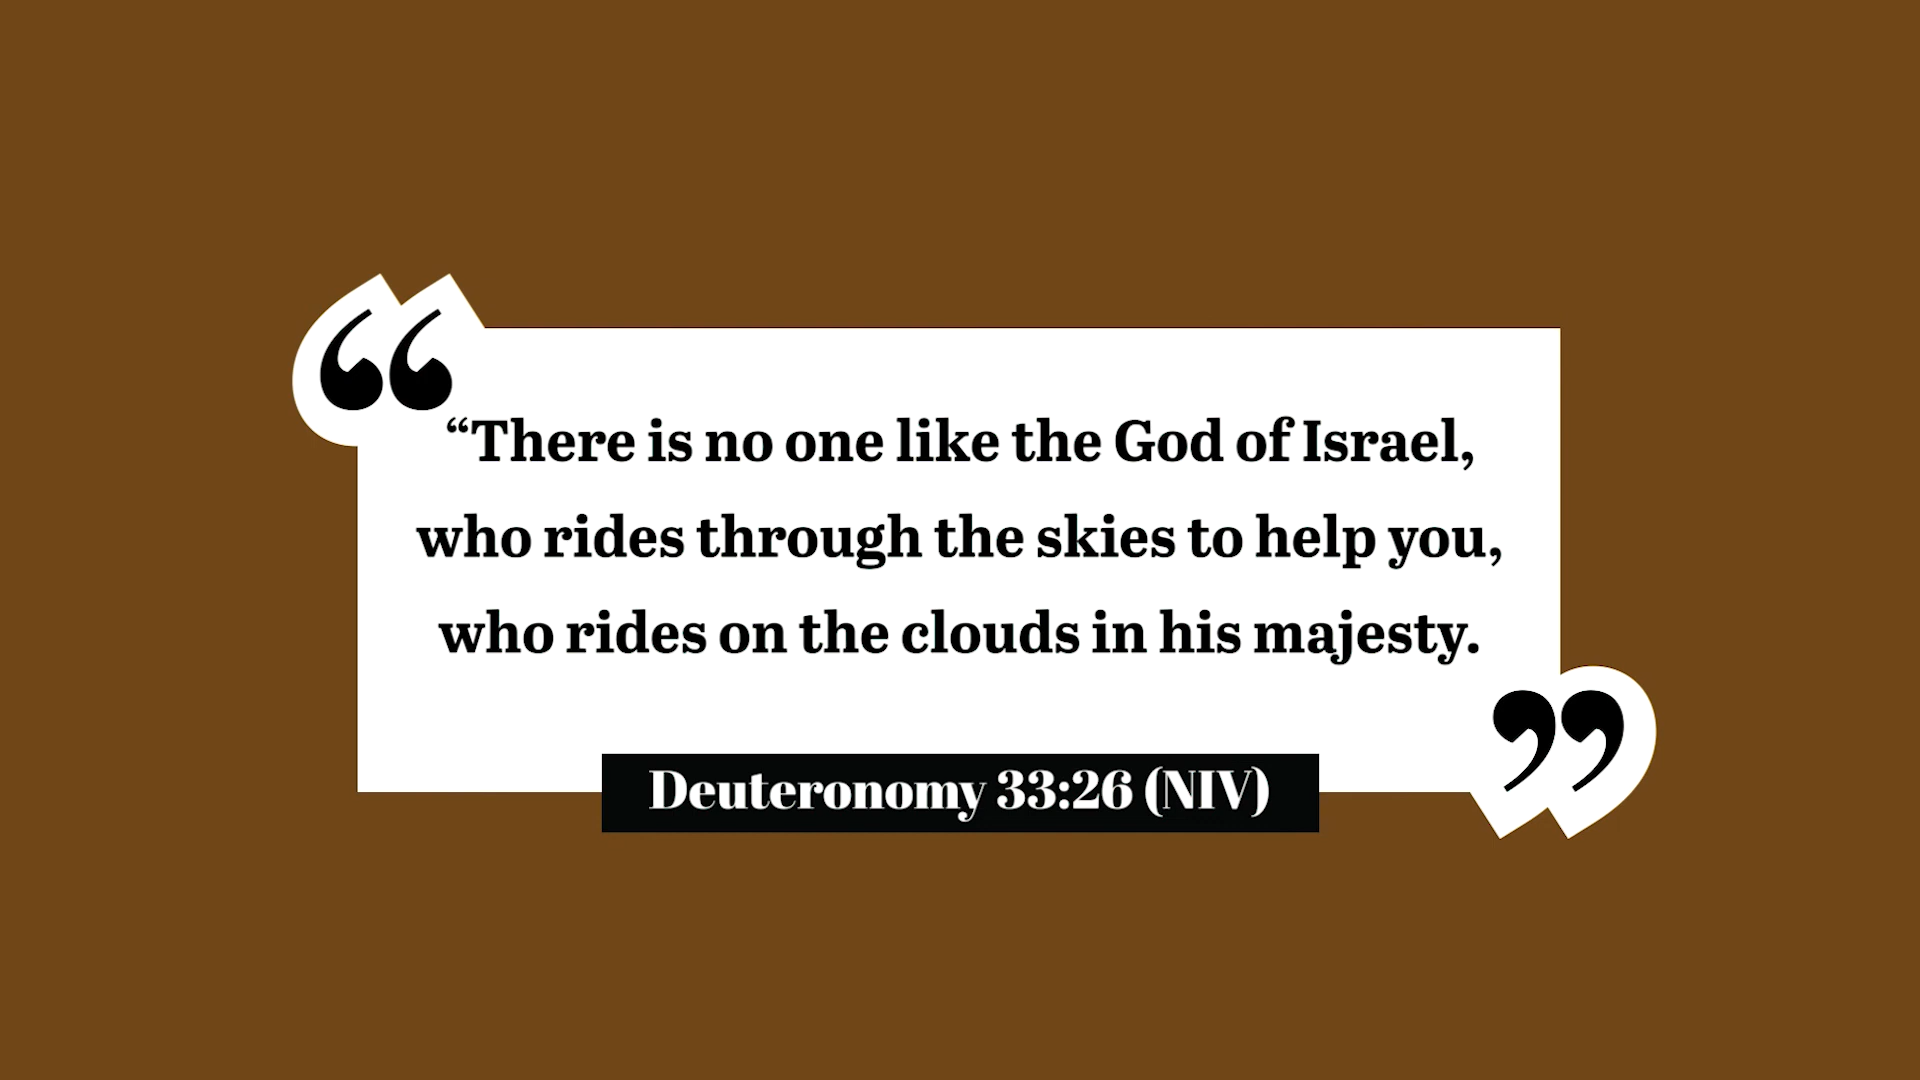 “There is no one like the God of Israel,
who rides through the skies to help you,
who rides on the clouds in his majesty.
Deuteronomy 33:26 (NIV)